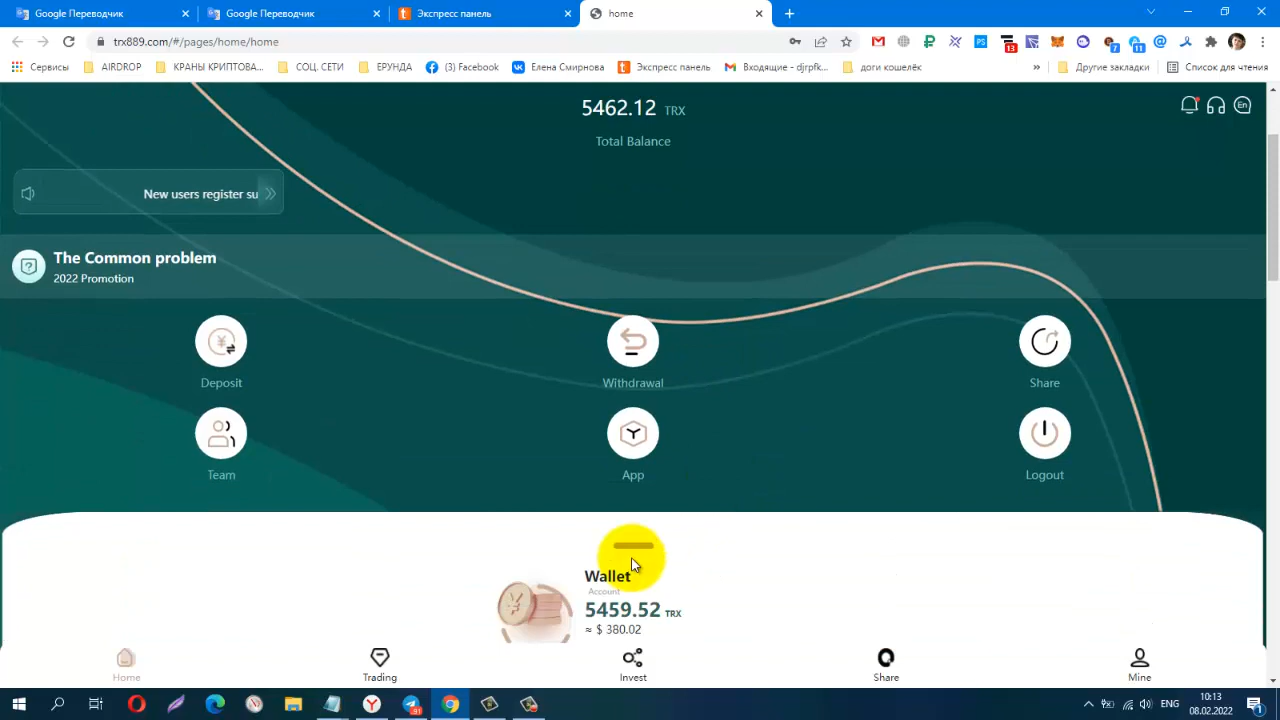 Google Переводчик
Google Переводчик
Экспресс панель
home
trx889.com/#/pages/home/home
Сервисы
AIRDROP
КРАНЫ КРИПТОВА...
СОЦ. СЕТИ
ЕРУНДА
(3) Facebook
Елена Смирнова
Экспресс панель
Входящие - djrpfk...
доги кошелёк
»
Другие закладки
Список для чтения
5462.12 TRX
Total Balance
En
New users register su
The Common problem
2022 Promotion
Deposit
Withdrawal
Share
Team
App
Logout
Wallet
Account
5459.52 TRX
≈ $ 380.02
Home
Trading
Invest
Share
Mine
ENG
10:13
08.02.2022